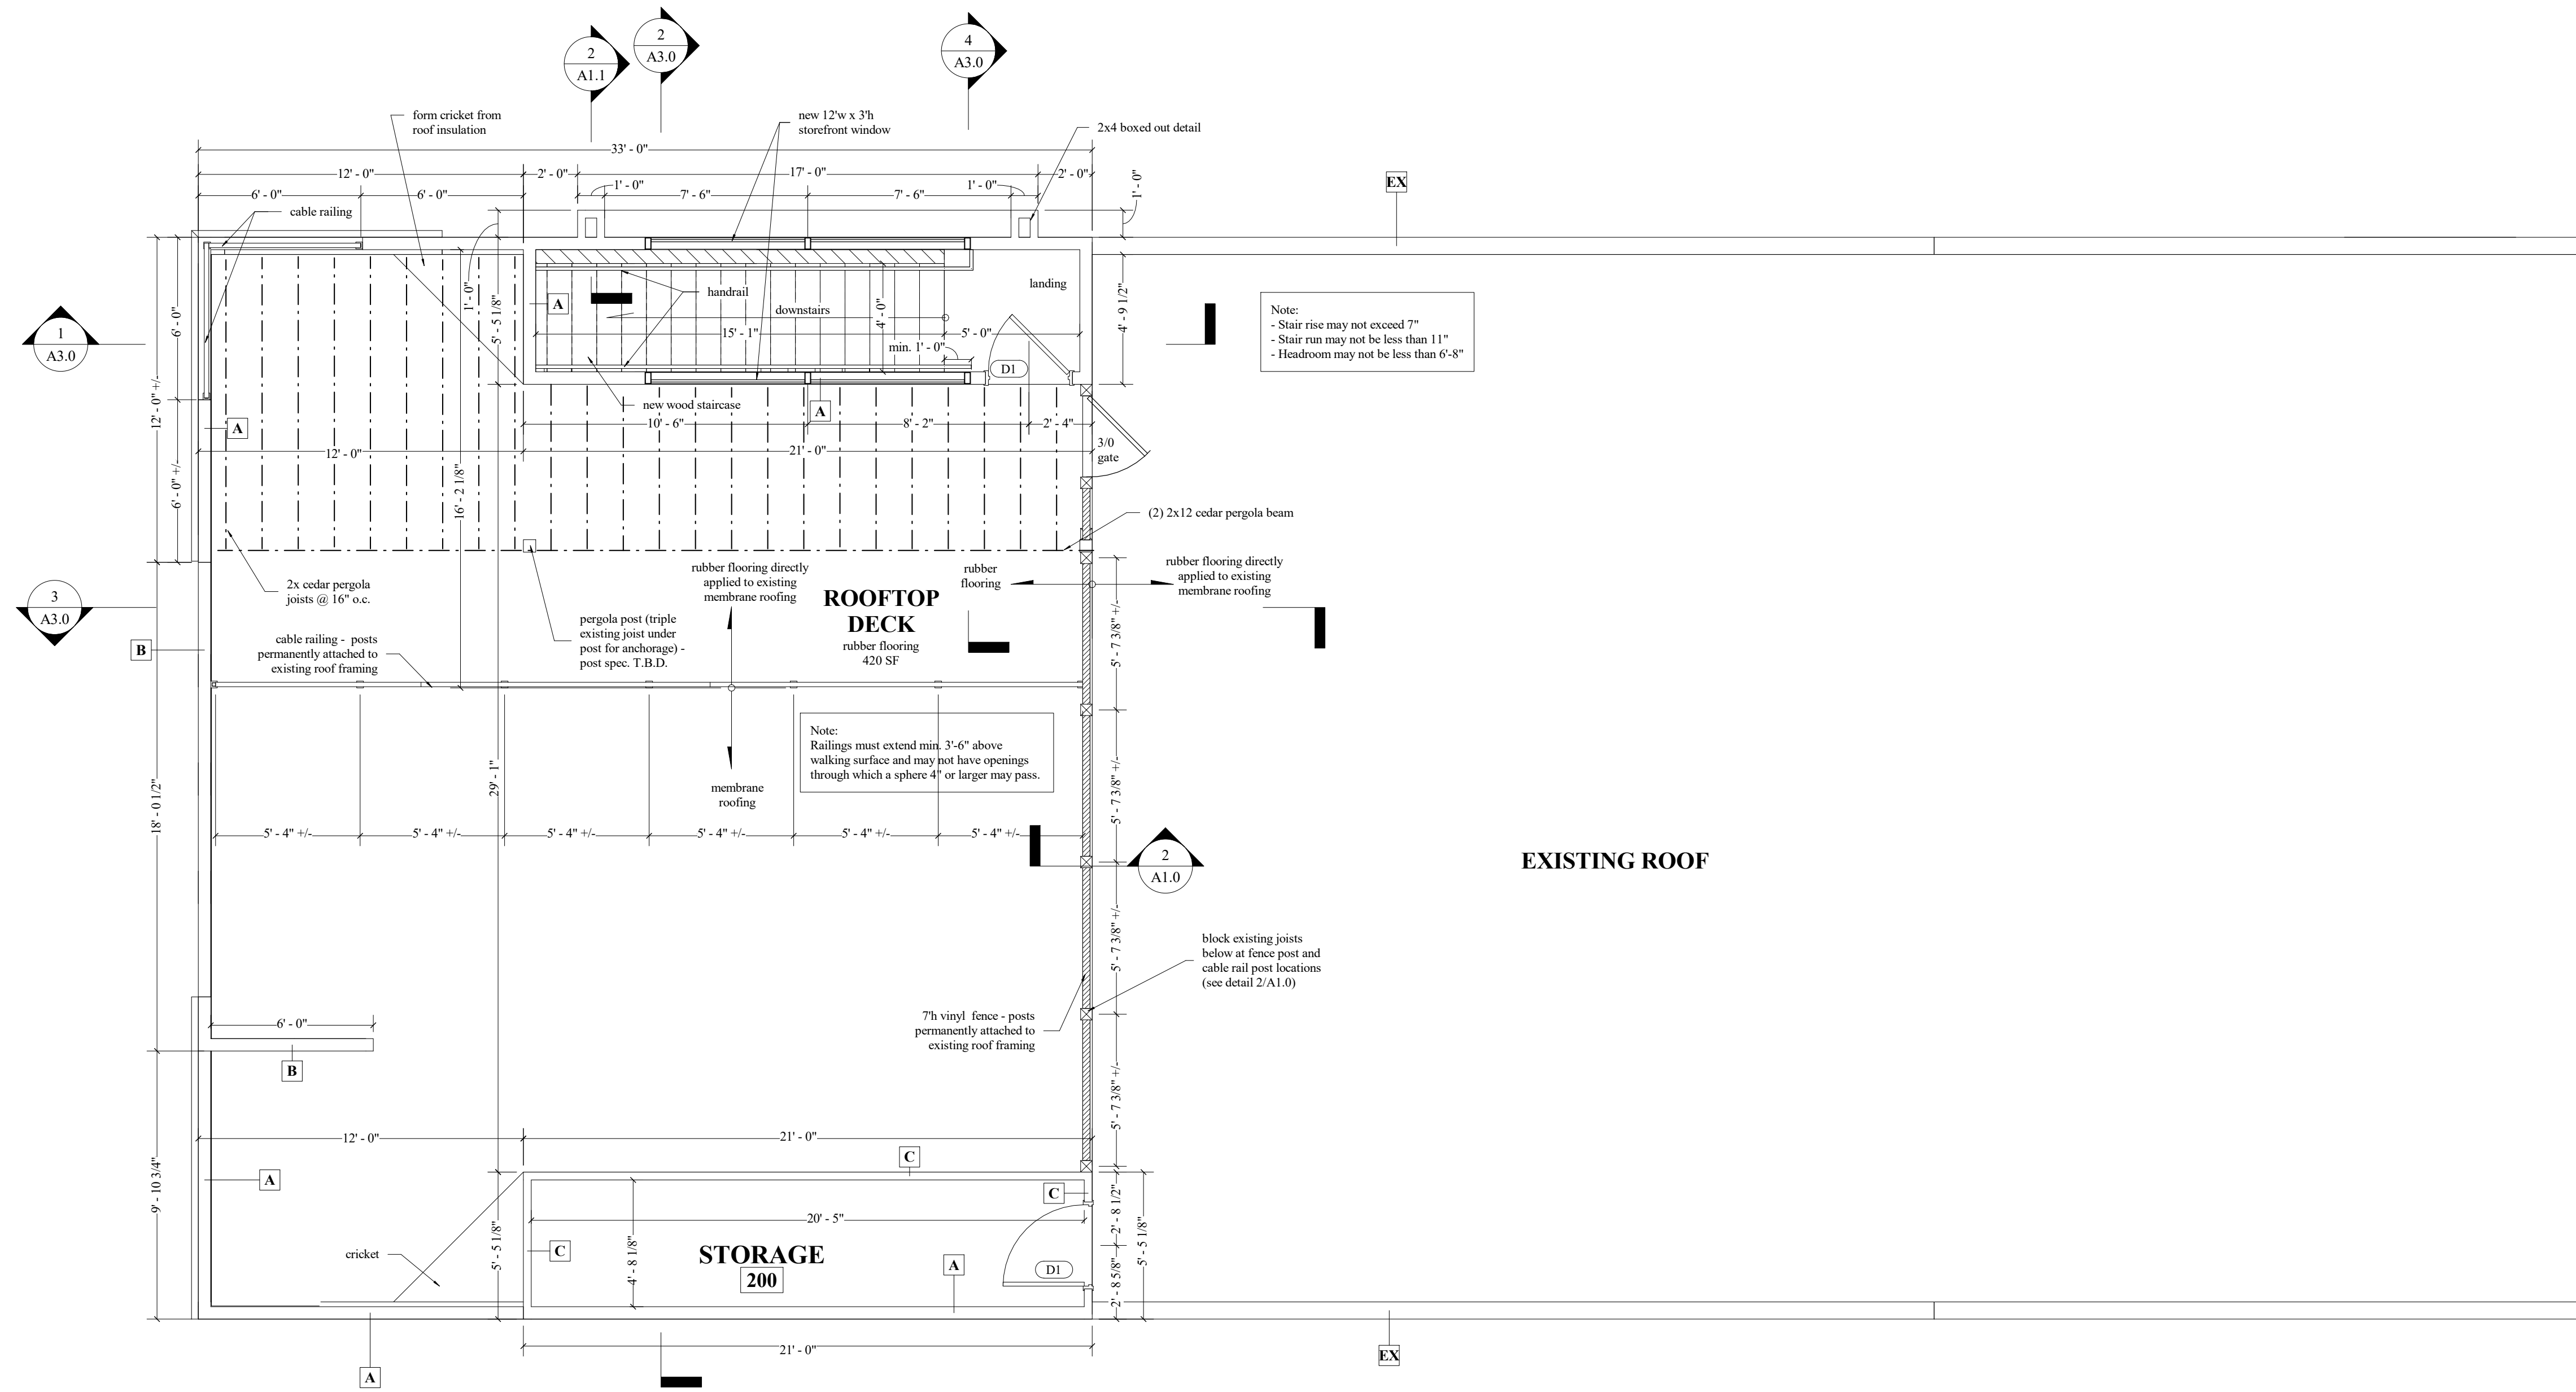 2
A1.1
2
A3.0
4
A3.0
form cricket from
roof insulation
new 12'w x 3'h
storefront window
2x4 boxed out detail
33' - 0"
12' - 0"
2' - 0"
17' - 0"
2' - 0"
6' - 0"
6' - 0"
1' - 0"
7' - 6"
7' - 6"
1' - 0"
1' - 0"
EX
cable railing
1' - 0"
5' - 5 1/8"
A
handrail
downstairs
landing
15' - 1"
4' - 0"
5' - 0"
min. 1' - 0"
D1
4' - 9 1/2"
Note:
- Stair rise may not exceed 7"
- Stair run may not be less than 11"
- Headroom may not be less than 6'-8"
1
A3.0
12' - 0" +/-
6' - 0"
6' - 0" +/-
A
new wood staircase
A
10' - 6"
8' - 2"
2' - 4"
12' - 0"
21' - 0"
3/0
gate
16' - 2 1/8"
(2) 2x12 cedar pergola beam
3
A3.0
2x cedar pergola
joists @ 16" o.c.
rubber flooring directly
applied to existing
membrane roofing
rubber
flooring
rubber flooring directly
applied to existing
membrane roofing
ROOFTOP
DECK
rubber flooring
420 SF
pergola post (triple
existing joist under
post for anchorage) -
post spec. T.B.D.
cable railing - posts
permanently attached to
existing roof framing
B
5' - 7 3/8" +/-
Note:
Railings must extend min. 3'-6" above
walking surface and may not have openings
through which a sphere 4" or larger may pass.
membrane
roofing
18' - 0 1/2"
29' - 1"
5' - 7 3/8" +/-
5' - 4" +/-
5' - 4" +/-
5' - 4" +/-
5' - 4" +/-
5' - 4" +/-
5' - 4" +/-
2
A1.0
EXISTING ROOF
5' - 7 3/8" +/-
block existing joists
below at fence post and
cable rail post locations
(see detail 2/A1.0)
7'h vinyl fence - posts
permanently attached to
existing roof framing
6' - 0"
B
5' - 7 3/8" +/-
12' - 0"
21' - 0"
C
A
9' - 10 3/4"
C
2' - 8 1/2"
20' - 5"
5' - 5 1/8"
4' - 8 1/8"
5' - 5 1/8"
cricket
C
STORAGE
200
A
D1
2' - 8 5/8"
21' - 0"
A
EX